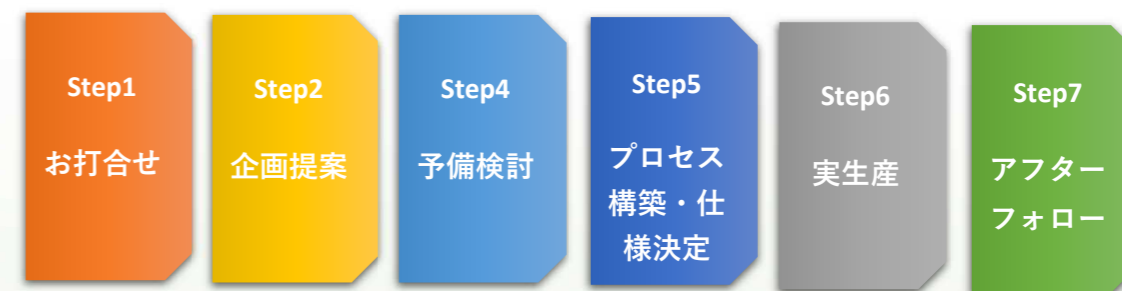 Step1
お打合せ
Step2
企画提案
Step4
予備検討
Step5
プロセス
構築・仕
様決定
Step6
実生産
Step7
アフター
フォロー